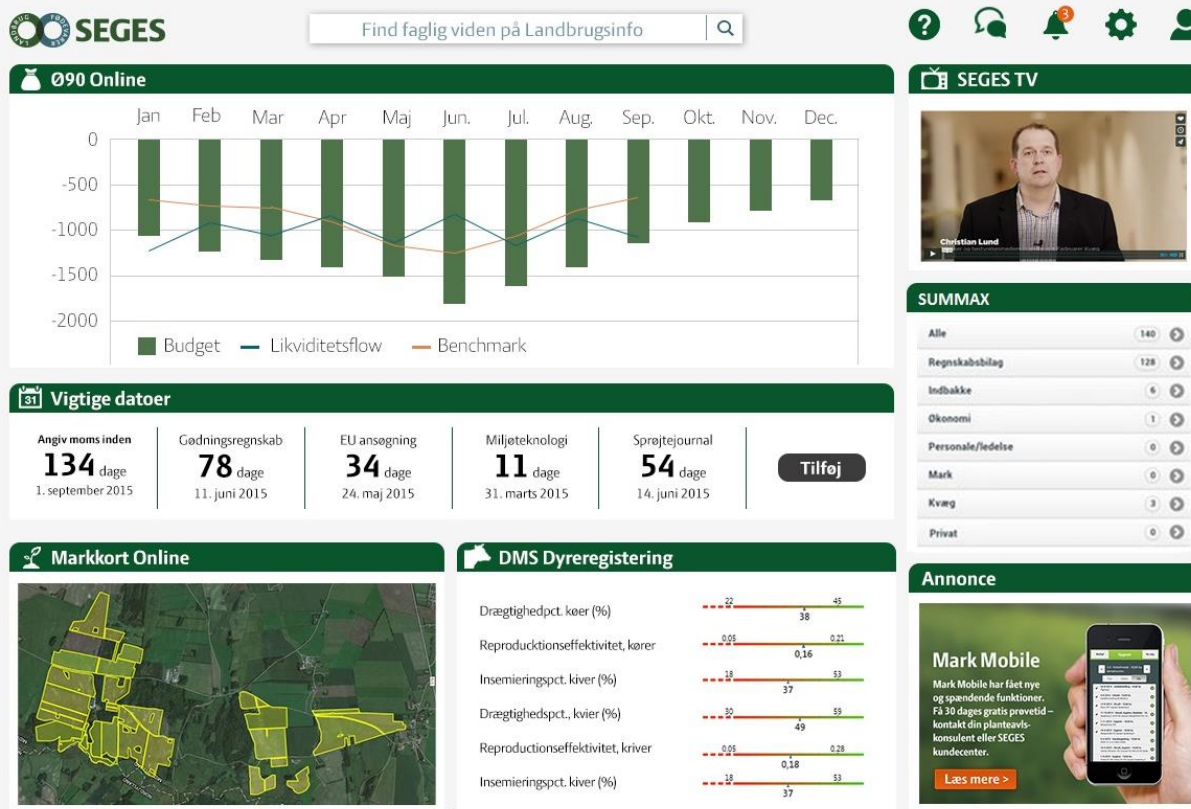 LANDBRUG FØDEVARER
SEGES
Find faglig viden på Landbrugsinfo
3
Ø90 Online
Jan Feb Mar Apr Maj Jun. Jul. Aug. Sep. Okt. Nov. Dec.
0
-500
-1000
-1500
-2000
Budget Likviditetsflow Benchmark
31 Vigtige datoer
Angiv moms inden
134 dage
1. september 2015
Gødningsregnskab
78 dage
11. juni 2015
EU ansøgning
34 dage
24. maj 2015
Miljøteknologi
11 dage
31. marts 2015
Sprøjtejournal
54 dage
14. juni 2015
Tilføj
Markkort Online
DMS Dyreregistering
Drægtighedpct. køer (%) 22 45
38
Reproducktionseffektivitet, kører 0.05 0.21
0,16
Insemieringspct. kiver (%) 18 53
37
Drægtighedspct., kvier (%) 30 59
49
Reproductionseffektivitet, kriver 0.05 0.28
0,18
Insemieringspct. kiver (%) 18 53
37
SEGES TV
Christian Lund
SUMMAX
Alle 140
Regnskabsbilag 128
Indbakke 6
Økonomi 1
Personale/ledelse 0
Mark 0
Kvæg 3
Privat 0
Annonce
Mark Mobile
Mark Mobile har fået nye
og spændende funktioner.
Få 30 dages gratis prøvetid –
kontakt din planteavls-
konsulent eller SEGES
kundecenter.
Læs mere >